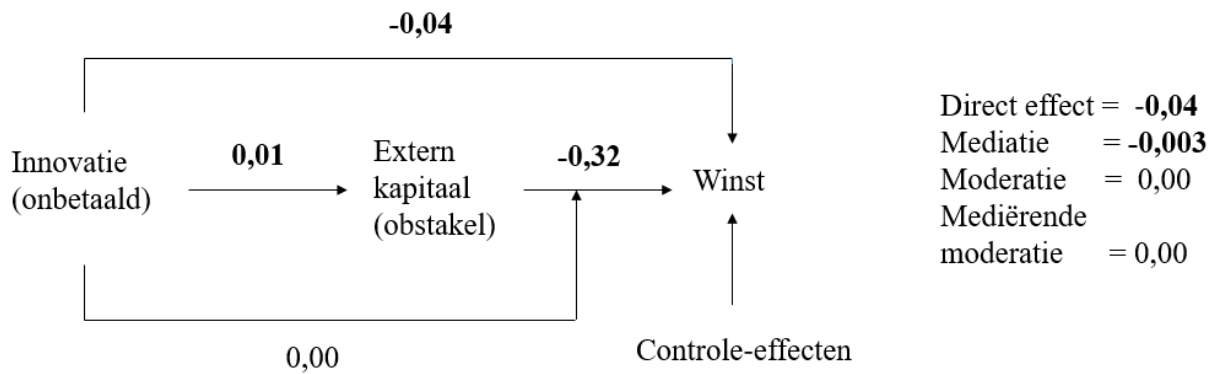 -0,04
Innovatie
(onbetaald)
0,01
Extern
kapitaal
(obstakel)
-0,32
Winst
0,00
Controle-effecten
Direct effect = -0,04
Mediatie = -0,003
Moderatie = 0,00
Mediërende
moderatie = 0,00